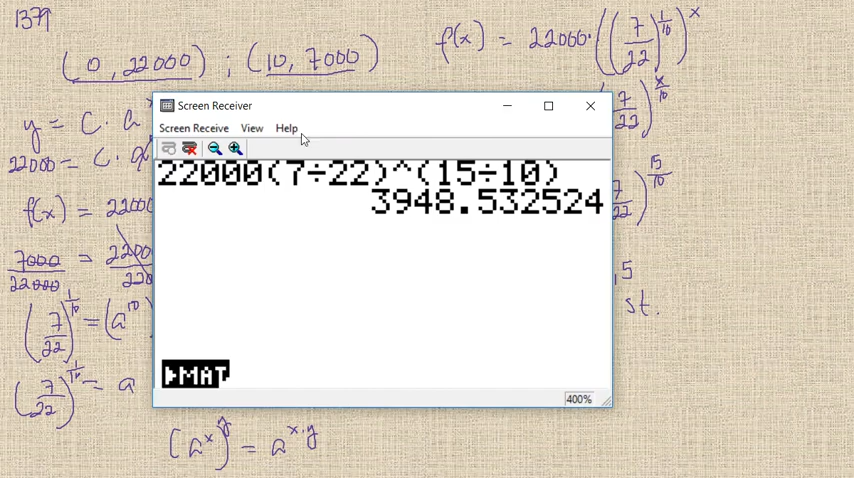 1379
(0, 22000) ; (10, 7000)
f(x) = 22000·((7/22)^(1/10))^x
y = C · a
22000 = C · a
f(x) = 22000
7000/22000 = 22000
(7/22)^(1/10) = (a^10)
(7/22)^(1/10) = a
(a^x)^y = a^(x·y)
(7/22)^(x/10)
7/22)^(15/10)
,5
st.
Screen Receiver
Screen Receive View Help
22000(7÷22)^(15÷10)
3948.532524
▶MAT
400%